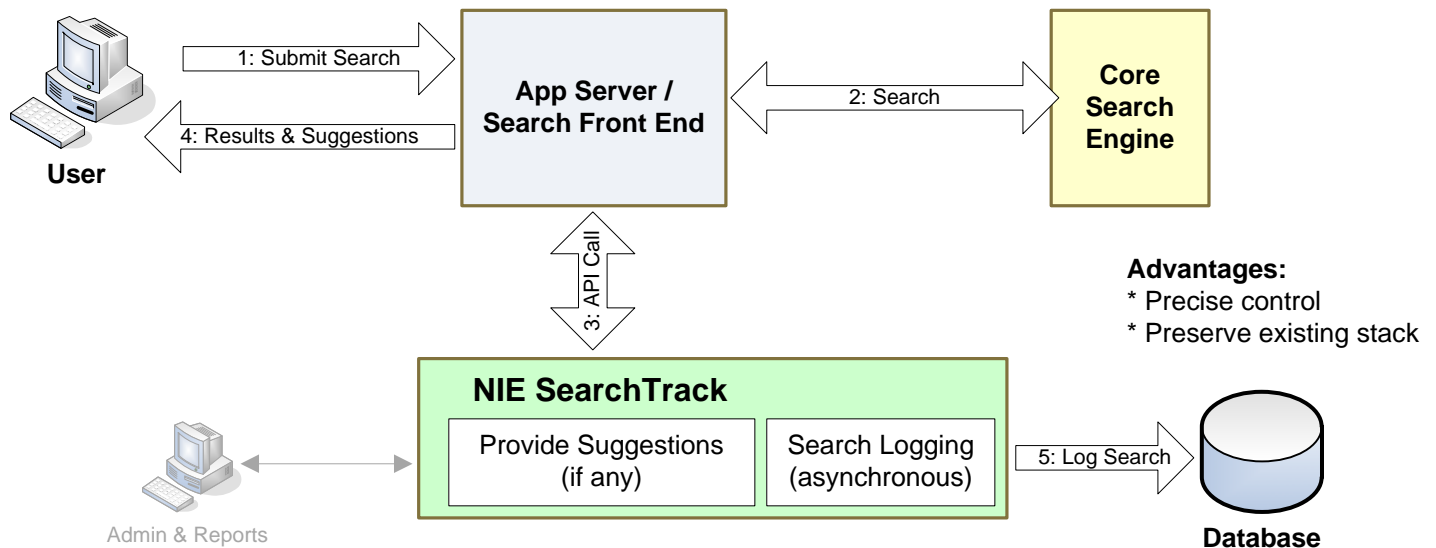 1: Submit Search
4: Results & Suggestions
User
App Server /
Search Front End
2: Search
Core
Search
Engine
3: API Call
Advantages:
* Precise control
* Preserve existing stack
NIE SearchTrack
Provide Suggestions
(if any)
Search Logging
(asynchronous)
5: Log Search
Database
Admin & Reports